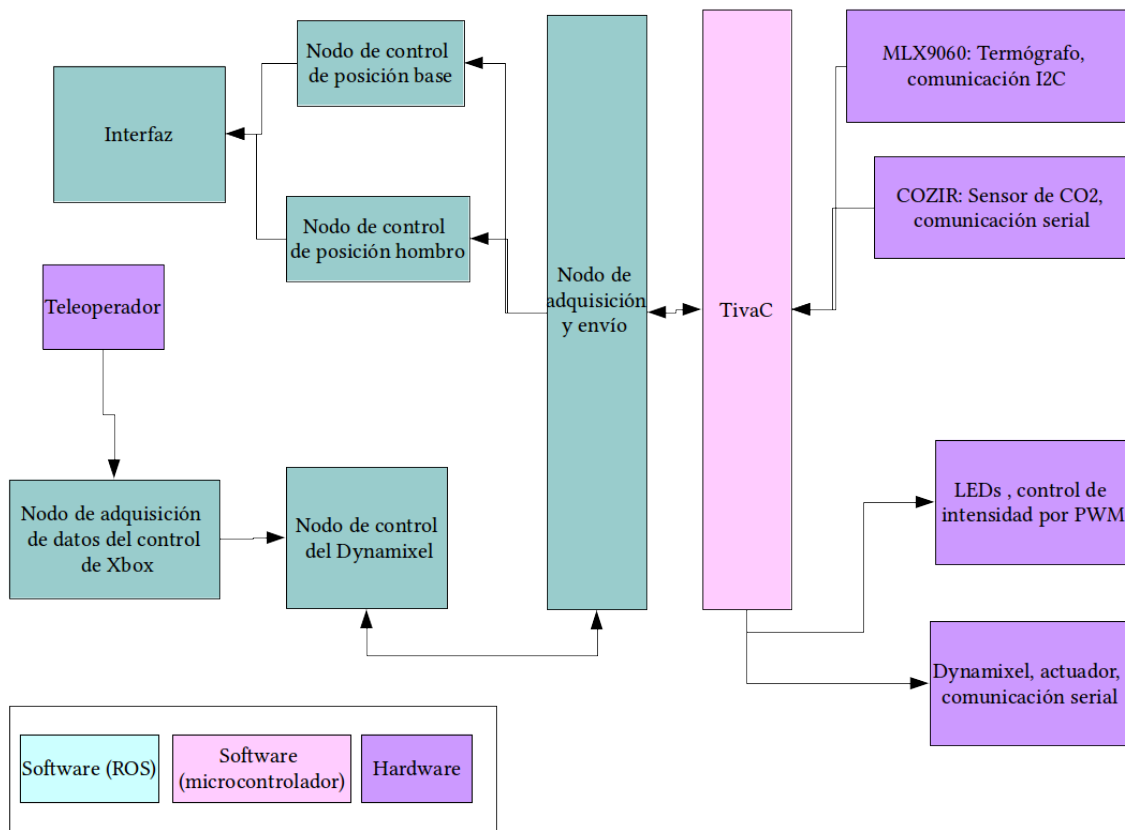 Nodo de control
de posición base
MLX9060: Termógrafo,
comunicación I2C
Interfaz
COZIR: Sensor de CO2,
comunicación serial
Nodo de control
de posición hombro
Teleoperador
Nodo de
adquisición
y envío
TivaC
Nodo de adquisición
de datos del control
de Xbox
Nodo de control
del Dynamixel
LEDs , control de
intensidad por PWM
Dynamixel, actuador,
comunicación serial
Software (ROS)
Software
(microcontrolador)
Hardware